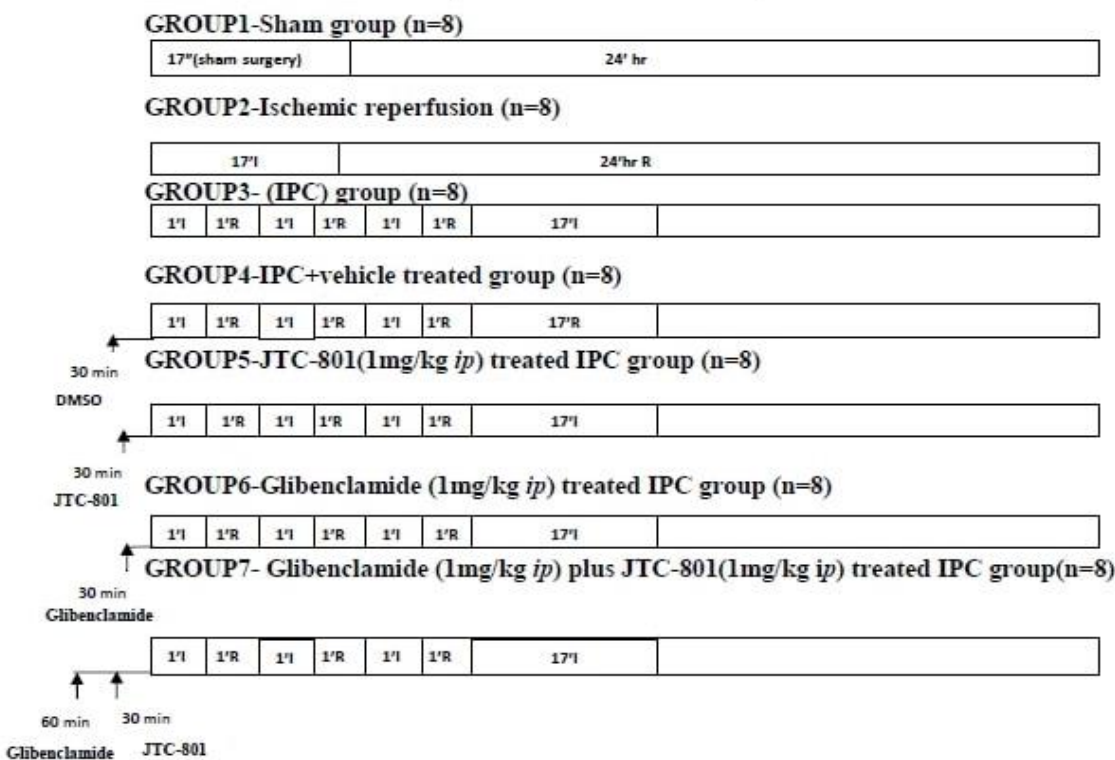 GROUP1-Sham group (n=8)
17"(sham surgery) 24' hr
GROUP2-Ischemic reperfusion (n=8)
17'I 24'hr R
GROUP3- (IPC) group (n=8)
1'I 1'R 1'I 1'R 1'I 1'R 17'I
GROUP4-IPC+vehicle treated group (n=8)
1'I 1'R 1'I 1'R 1'I 1'R 17'R
30 min
DMSO
GROUP5-JTC-801(1mg/kg ip) treated IPC group (n=8)
1'I 1'R 1'I 1'R 1'I 1'R 17'I
30 min
JTC-801
GROUP6-Glibenclamide (1mg/kg ip) treated IPC group (n=8)
1'I 1'R 1'I 1'R 1'I 1'R 17'I
30 min
Glibenclamide
GROUP7- Glibenclamide (1mg/kg ip) plus JTC-801(1mg/kg ip) treated IPC group(n=8)
1'I 1'R 1'I 1'R 1'I 1'R 17'I
60 min 30 min
Glibenclamide JTC-801